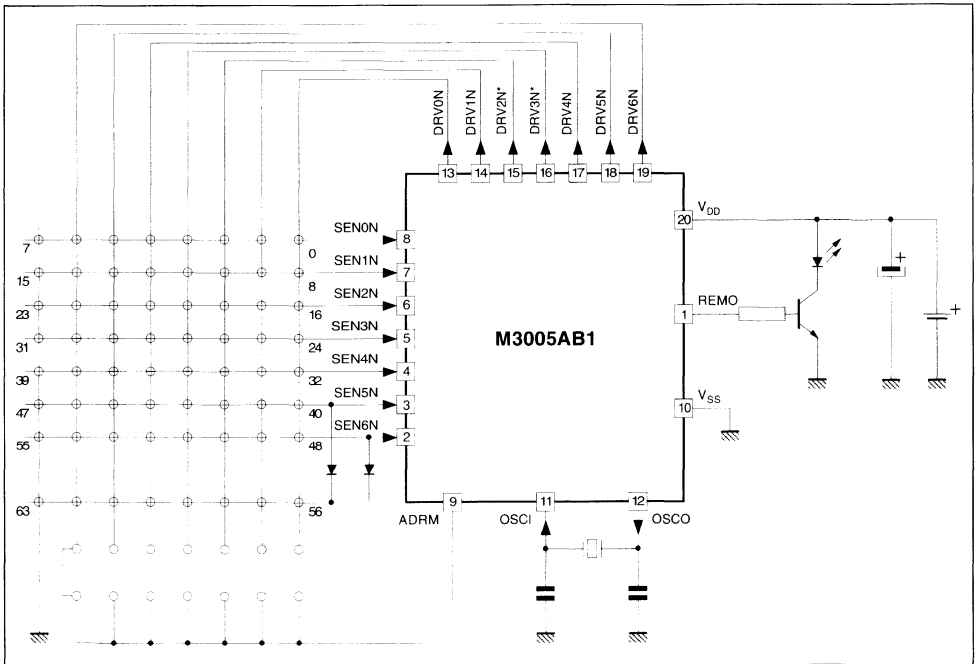 DRV0N
DRV1N
DRV2N*
DRV3N*
DRV4N
DRV5N
DRV6N
13
14
15
16
17
18
19
SEN0N
8
7
0
SEN1N
7
15
8
SEN2N
6
23
16
SEN3N
5
31
24
SEN4N
4
39
32
SEN5N
3
47
40
SEN6N
2
55
48
63
56
M3005AB1
20
VDD
+
+
1
REMO
10
VSS
9
11
12
ADRM
OSCI
OSCO